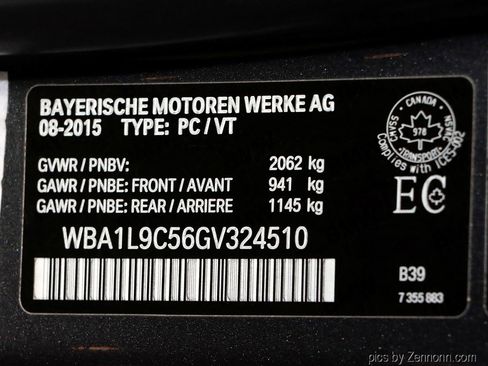 BAYERISCHE MOTOREN WERKE AG
08-2015 TYPE: PC / VT
GVWR / PNBV: 2062 kg
GAWR / PNBE: FRONT / AVANT 941 kg
GAWR / PNBE: REAR / ARRIERE 1145 kg
WBA1L9C56GV324510
CANADA
978
TRANSPORT
Complies with ICES-002
EC
B39
7 355 883
pics by Zennonn.com